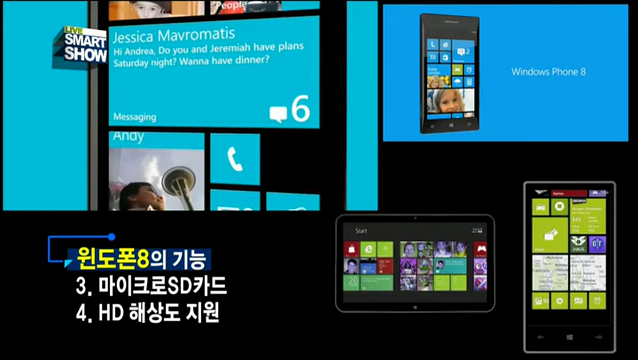 LIVE
SMART
SHOW
Jessica Mavromatis
Hi Andrea, Do you and Jeremiah have plans
Saturday night? Wanna have dinner?
Messaging
6
Andy
2
Windows Phone 8
Start
20
윈도폰8의 기능
3. 마이크로SD카드
4. HD 해상도 지원